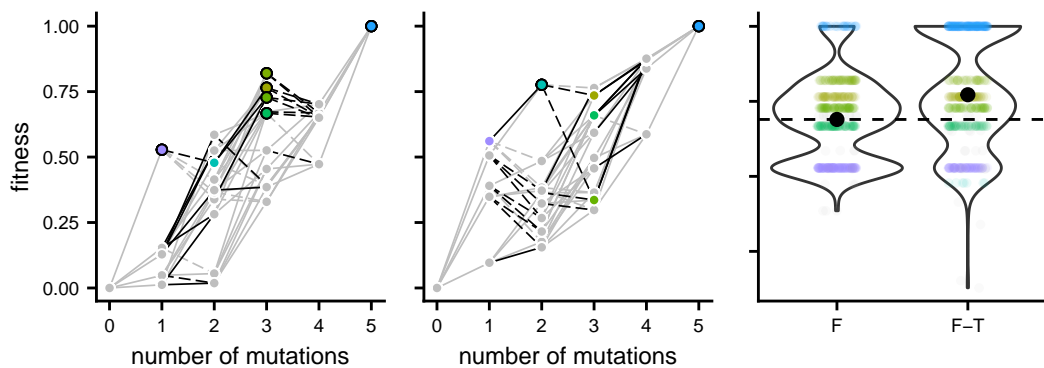 fitness
1.00
0.75
0.50
0.25
0.00
0 1 2 3 4 5
number of mutations
0 1 2 3 4 5
number of mutations
F F–T